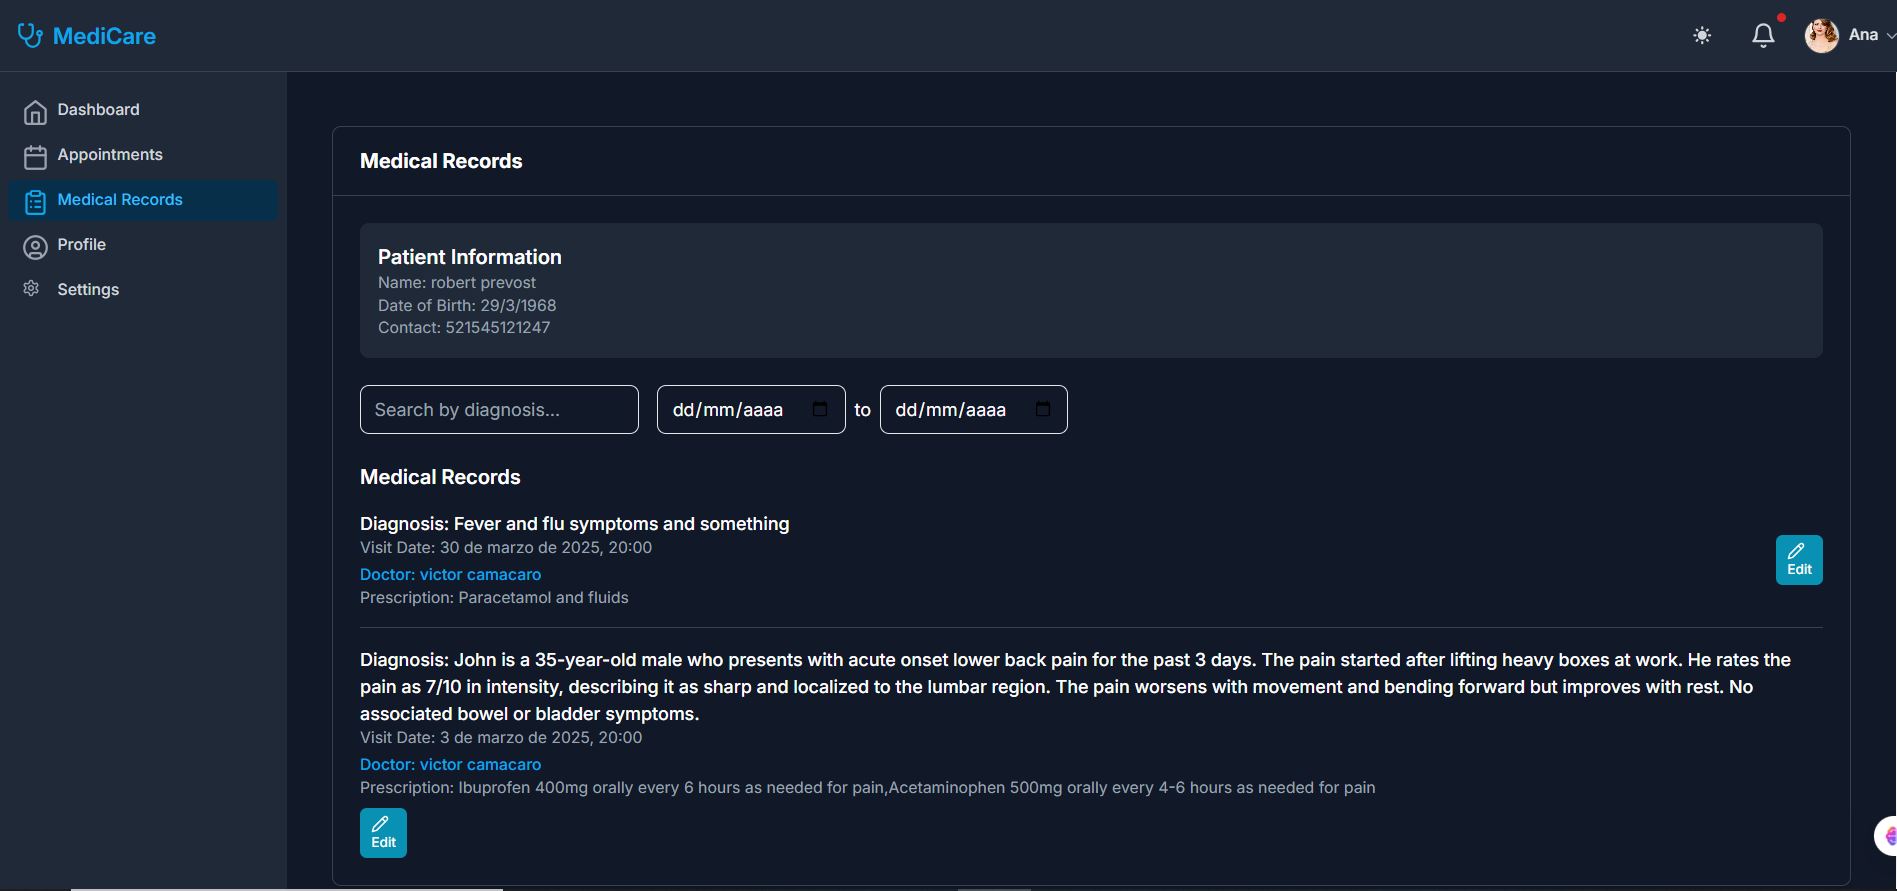 MediCare
Ana
Dashboard
Appointments
Medical Records
Profile
Settings
Medical Records
Patient Information
Name: robert prevost
Date of Birth: 29/3/1968
Contact: 521545121247
Search by diagnosis...
dd/mm/aaaa to dd/mm/aaaa
Medical Records
Diagnosis: Fever and flu symptoms and something
Visit Date: 30 de marzo de 2025, 20:00
Doctor: victor camacaro
Prescription: Paracetamol and fluids
Edit
Diagnosis: John is a 35-year-old male who presents with acute onset lower back pain for the past 3 days. The pain started after lifting heavy boxes at work. He rates the
pain as 7/10 in intensity, describing it as sharp and localized to the lumbar region. The pain worsens with movement and bending forward but improves with rest. No
associated bowel or bladder symptoms.
Visit Date: 3 de marzo de 2025, 20:00
Doctor: victor camacaro
Prescription: Ibuprofen 400mg orally every 6 hours as needed for pain,Acetaminophen 500mg orally every 4-6 hours as needed for pain
Edit